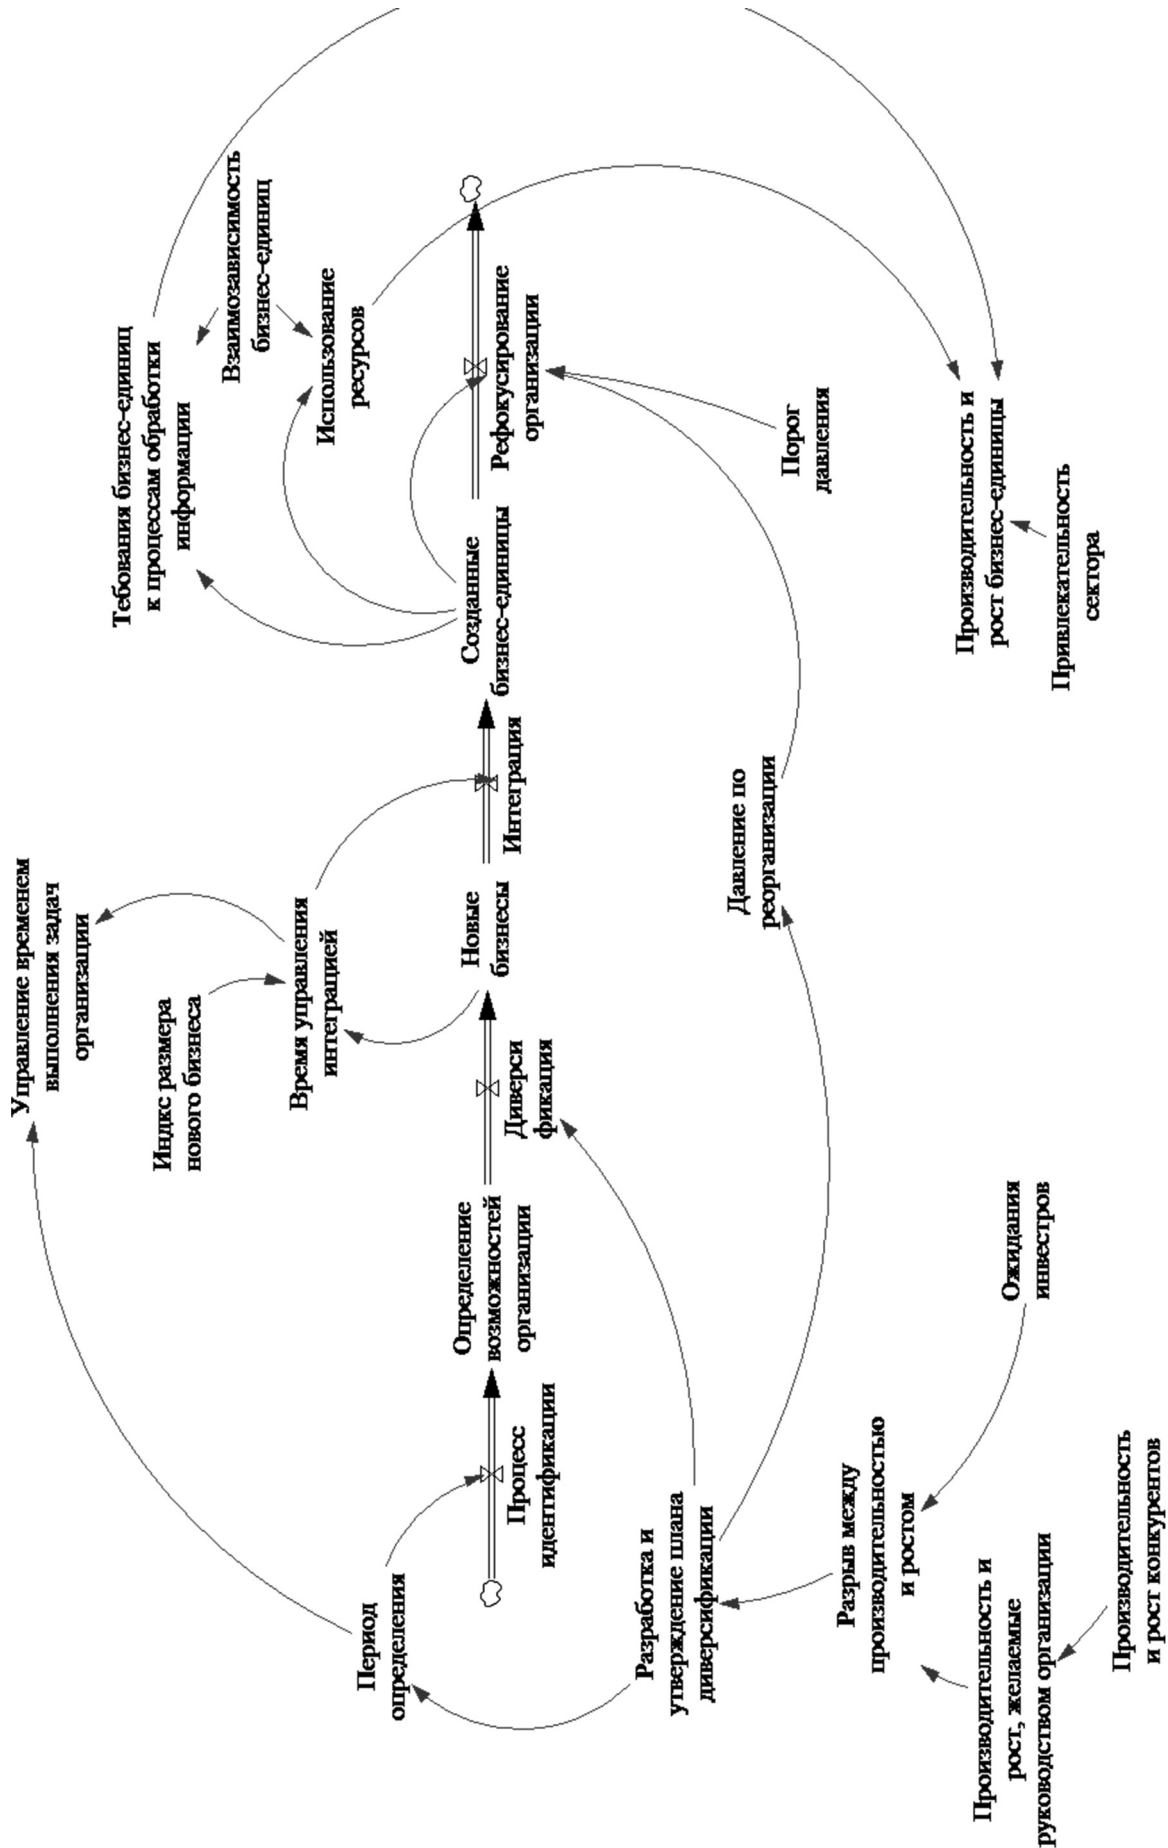 Управление временем
выполнения задач
организации
Индкс размера
нового бизнеса
Время управления
интеграцией
Тебования бизнес-единиц
к процессам обработки
информации
Взаимозависимость
бизнес-единиц
Использование
ресурсов
Период
определения
Процесс
идентификации
Определение
возможностей
организации
Диверси
фикация
Новые
бизнесы
Интеграция
Созданные
бизнес-единицы
Рефокусирование
организации
Разработка и
утверждение плана
диверсификации
Давление по
реорганизации
Порог
давления
Разрыв между
производительностью
и ростом
Ожидания
инвестров
Производительность и
рост, желаемые
руководством организации
Производительность
и рост конкурентов
Производительность и
рост бизнес-единицы
Привлекательность
сектора